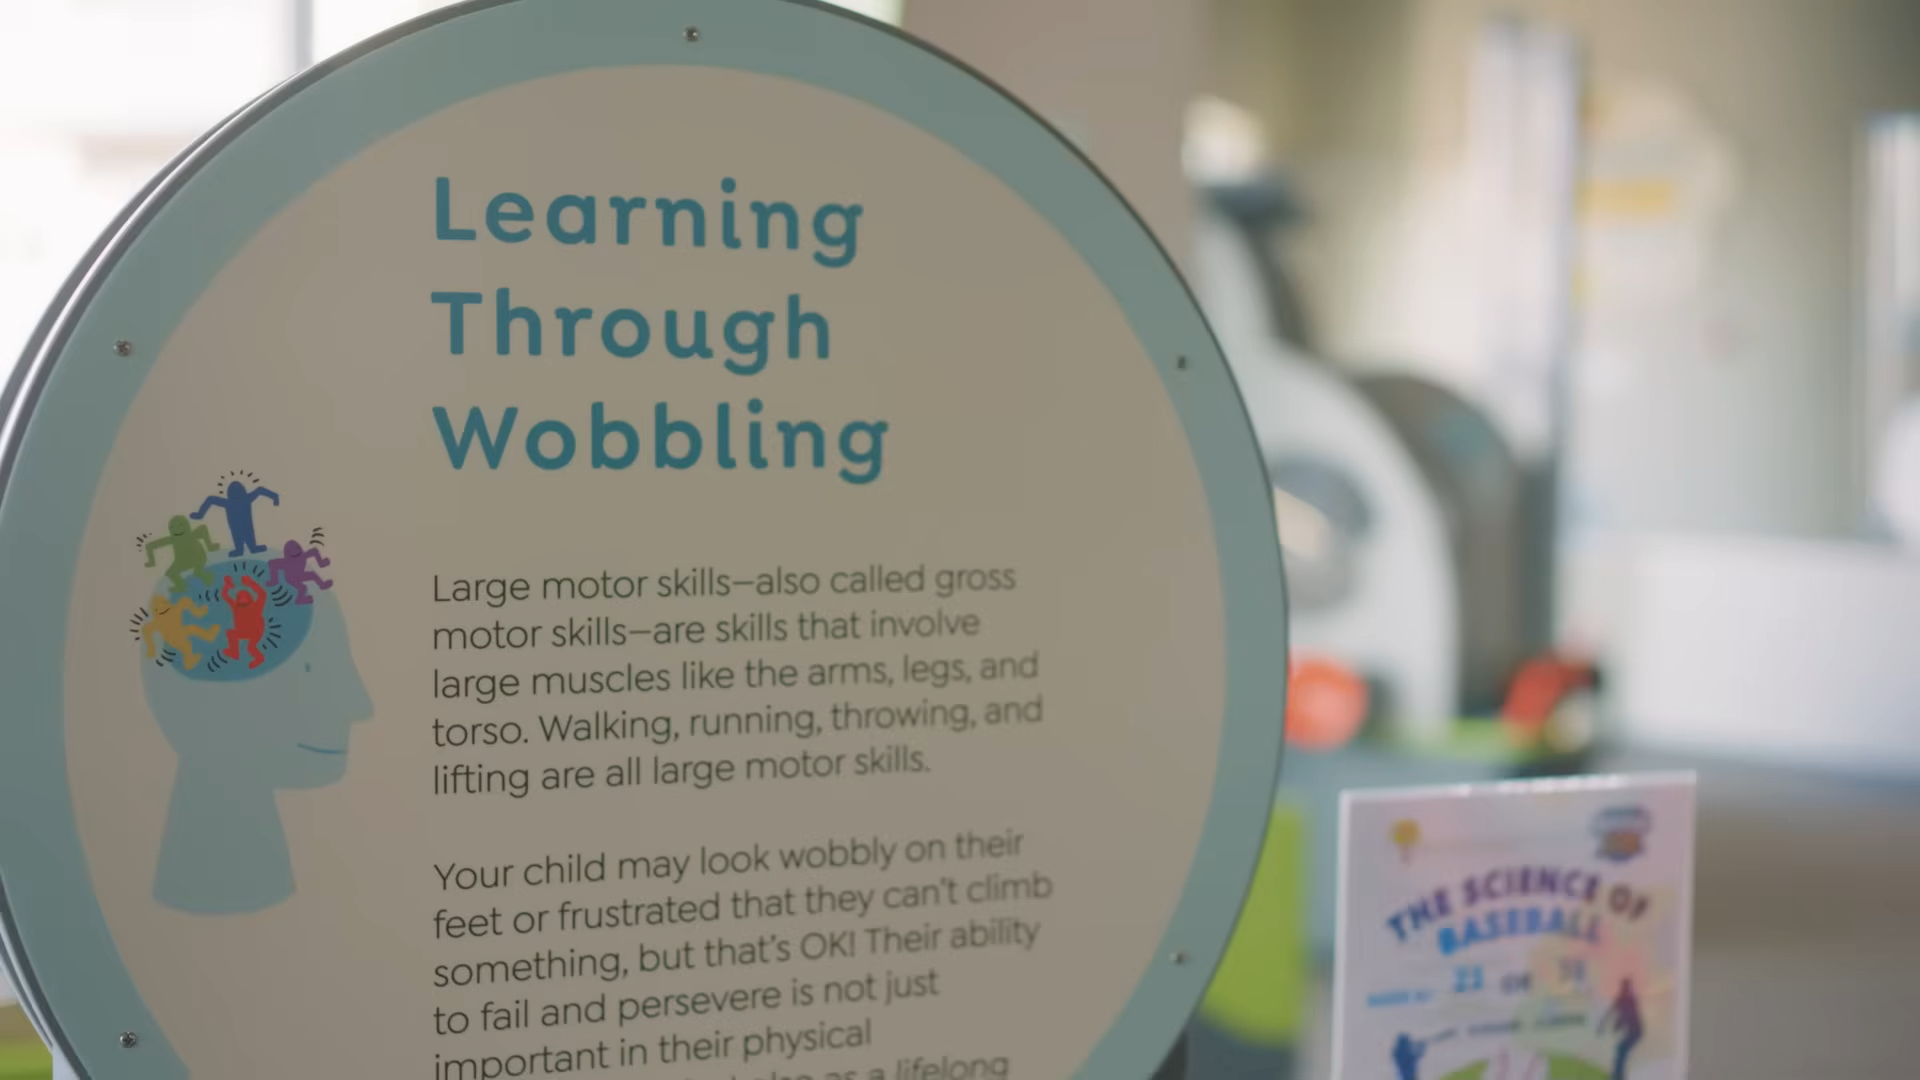 Learning
Through
Wobbling
Large motor skills—also called gross
motor skills—are skills that involve
large muscles like the arms, legs, and
torso. Walking, running, throwing, and
lifting are all large motor skills.
Your child may look wobbly on their
feet or frustrated that they can't climb
something, but that's OK! Their ability
to fail and persevere is not just
important in their physical
also as a lifelong
THE SCIENCE OF
BASEBALL